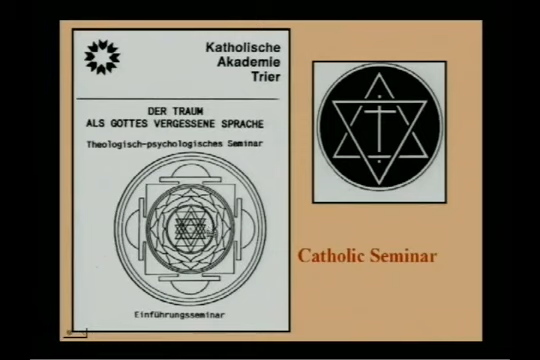 Katholische
Akademie
Trier
DER TRAUM
ALS GOTTES VERGESSENE SPRACHE
Theologisch-psychologisches Seminar
Einführungsseminar
Catholic Seminar